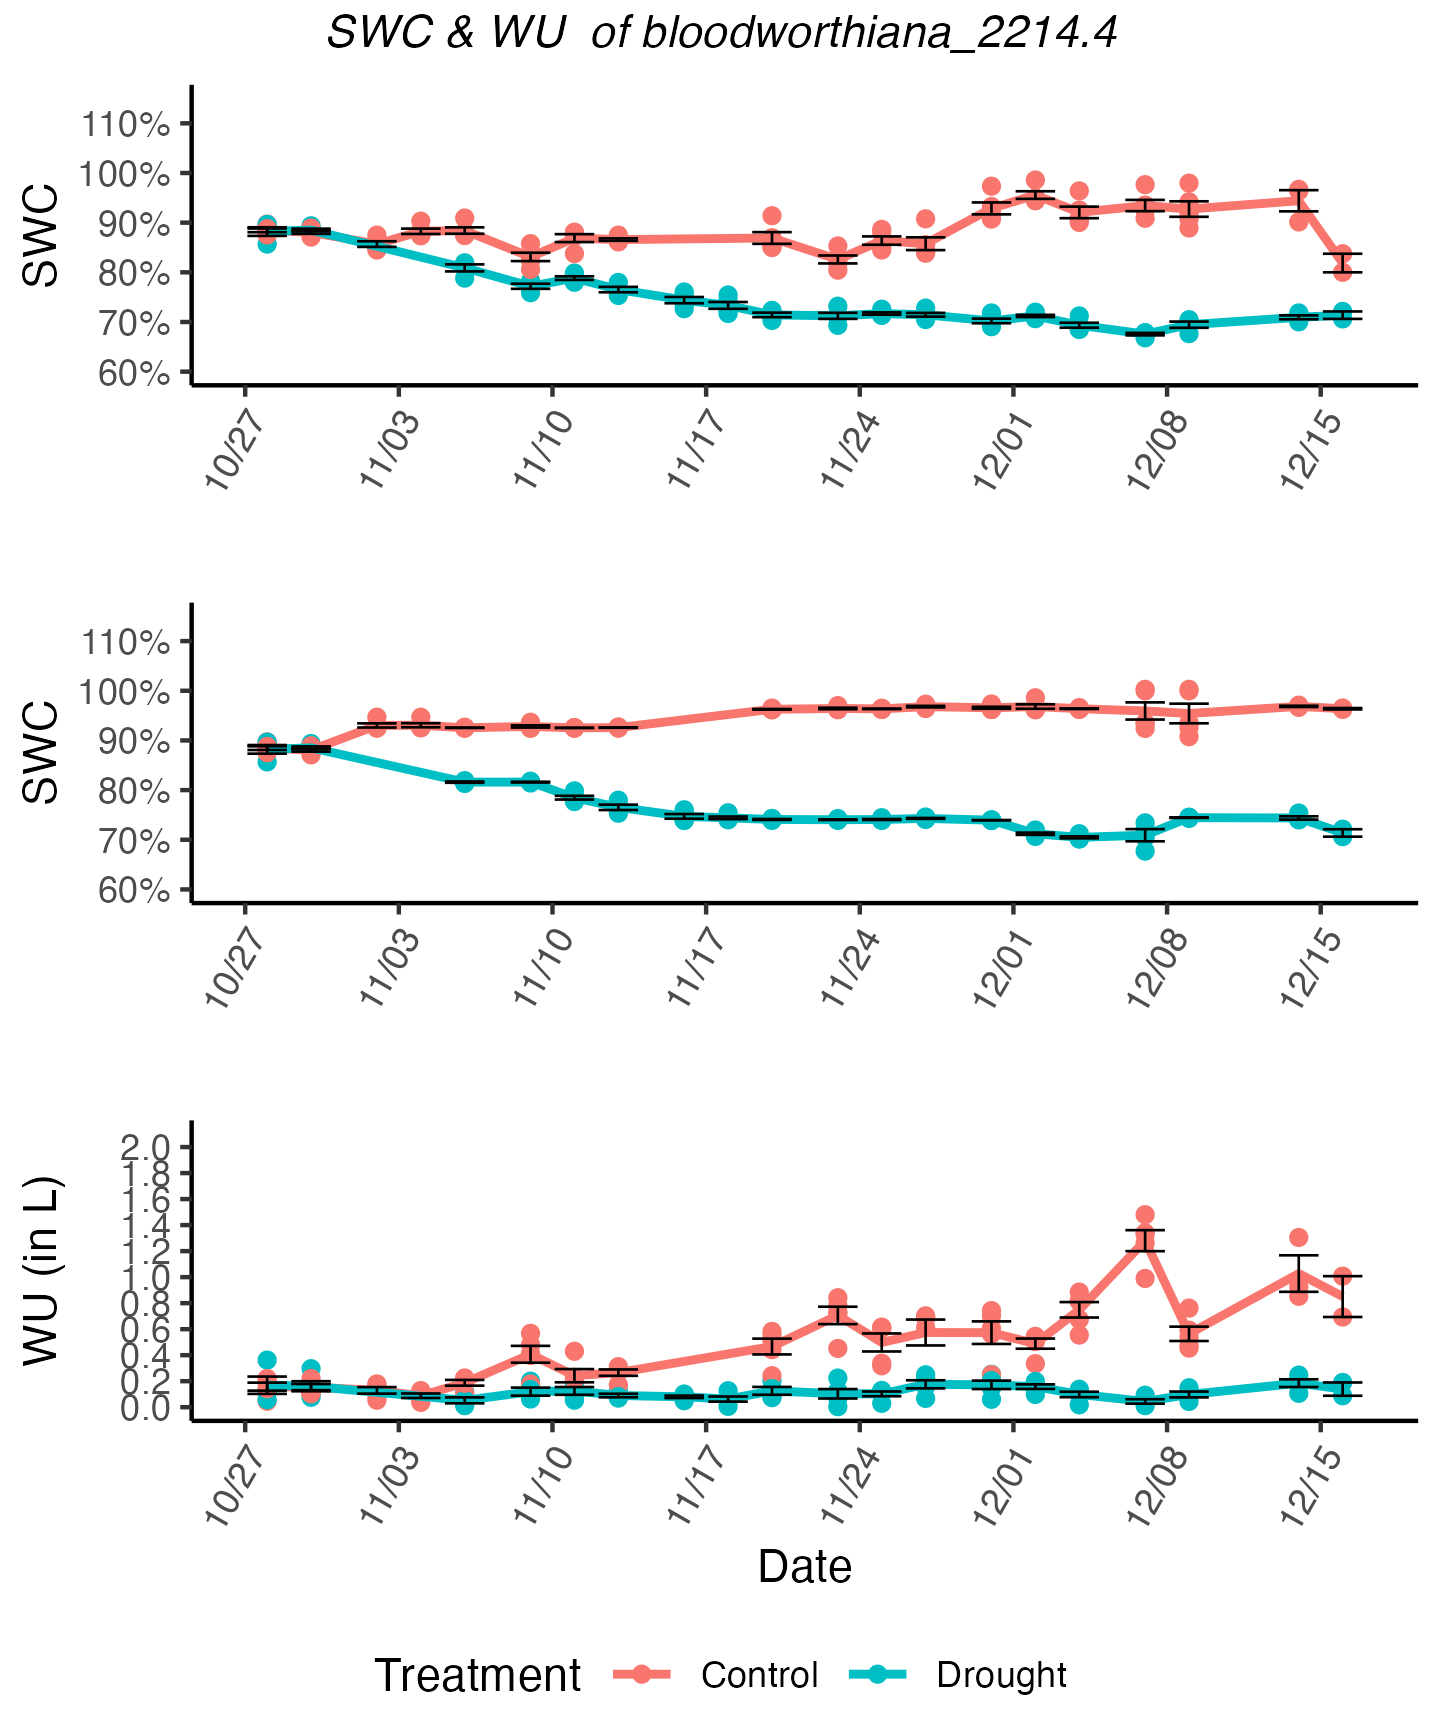 SWC & WU  of bloodworthiana_2214.4
SWC
110%
100%
90%
80%
70%
60%
10/27 11/03 11/10 11/17 11/24 12/01 12/08 12/15
SWC
110%
100%
90%
80%
70%
60%
10/27 11/03 11/10 11/17 11/24 12/01 12/08 12/15
WU (in L)
2.0
1.8
1.6
1.4
1.2
1.0
0.8
0.6
0.4
0.2
0.0
10/27 11/03 11/10 11/17 11/24 12/01 12/08 12/15
Date
Treatment Control Drought